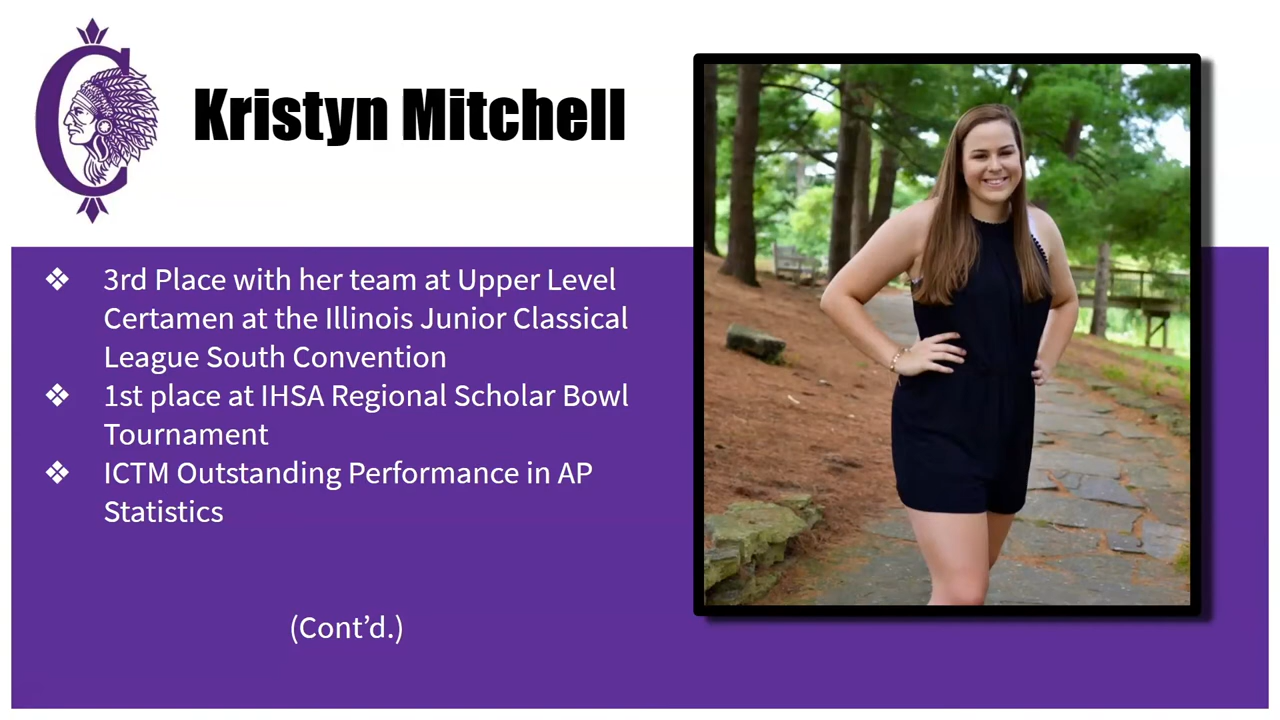 Kristyn Mitchell
❖ 3rd Place with her team at Upper Level
Certamen at the Illinois Junior Classical
League South Convention
❖ 1st place at IHSA Regional Scholar Bowl
Tournament
❖ ICTM Outstanding Performance in AP
Statistics
(Cont’d.)